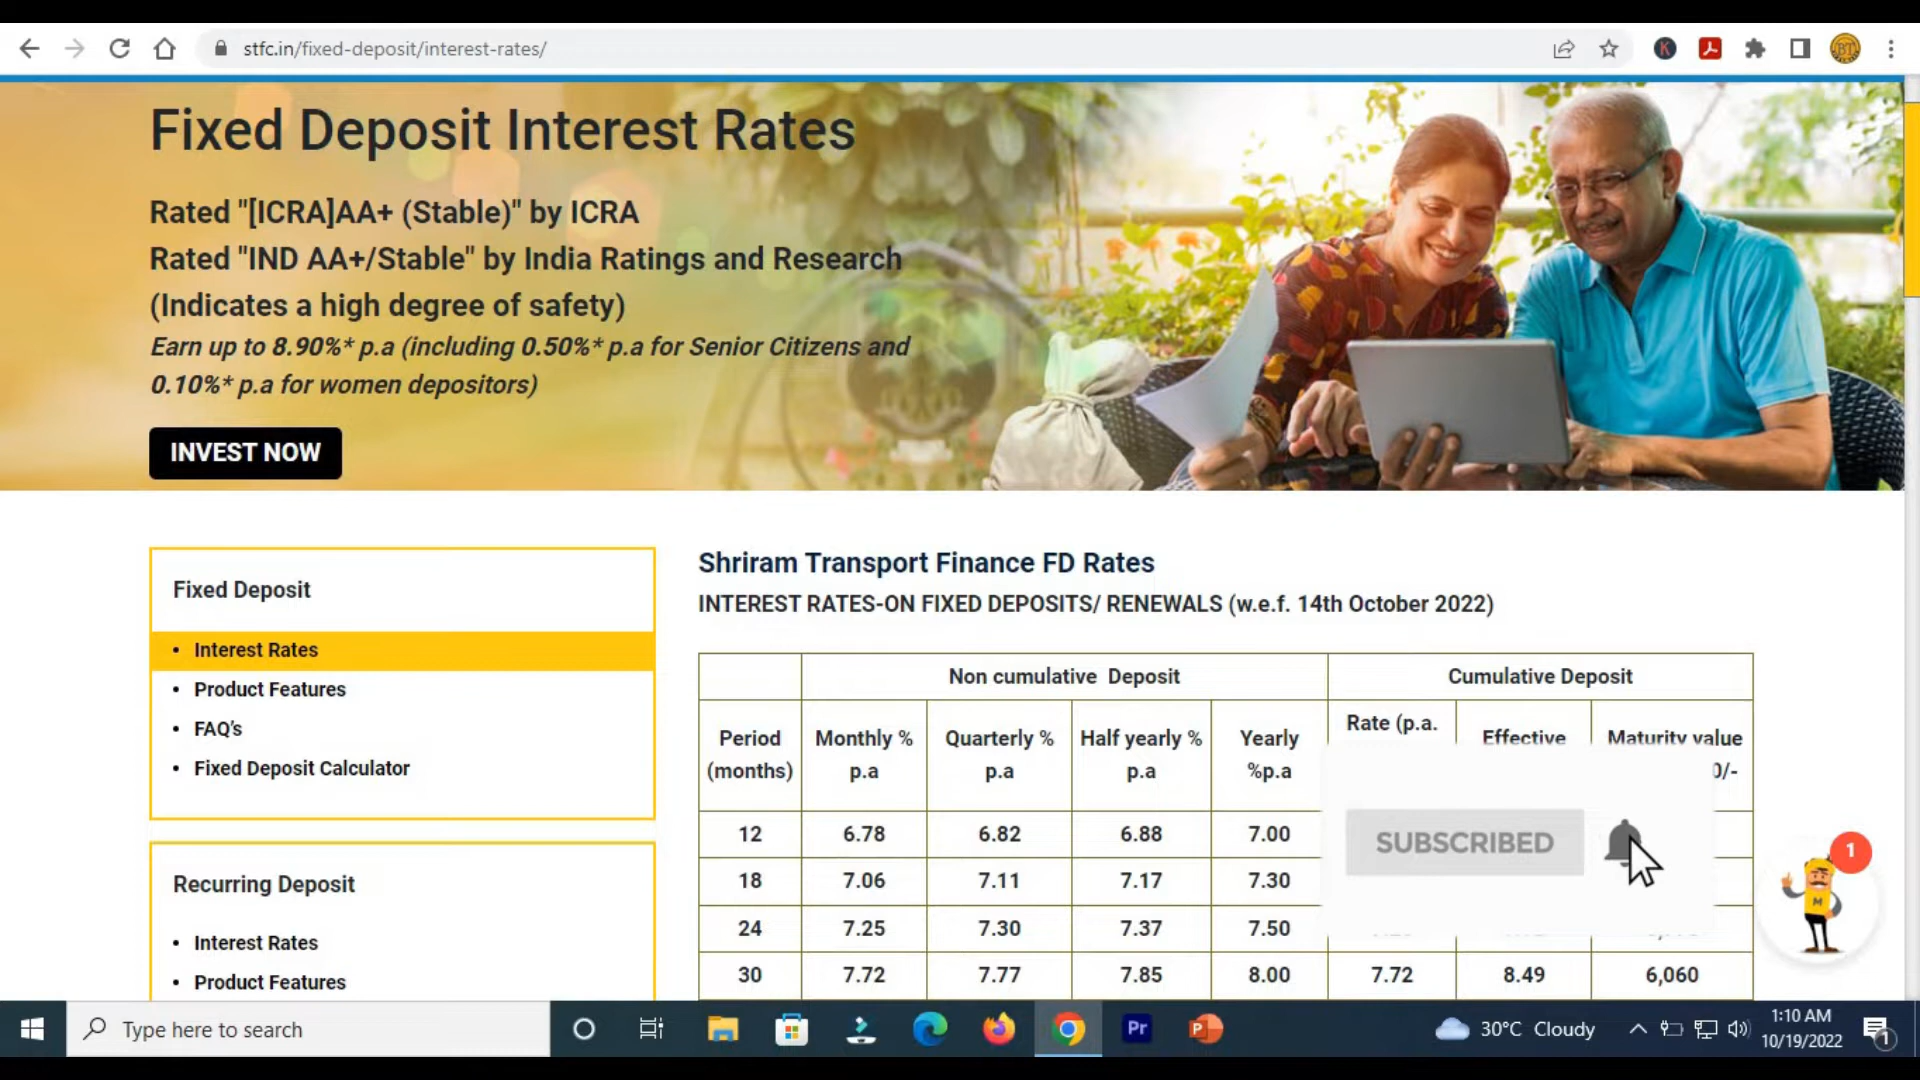 stfc.in/fixed-deposit/interest-rates/
Fixed Deposit Interest Rates
Rated "[ICRA]AA+ (Stable)" by ICRA
Rated "IND AA+/Stable" by India Ratings and Research
(Indicates a high degree of safety)
Earn up to 8.90%* p.a (including 0.50%* p.a for Senior Citizens and
0.10%* p.a for women depositors)
INVEST NOW
Fixed Deposit
• Interest Rates
• Product Features
• FAQ's
• Fixed Deposit Calculator
Recurring Deposit
• Interest Rates
• Product Features
Shriram Transport Finance FD Rates
INTEREST RATES-ON FIXED DEPOSITS/ RENEWALS (w.e.f. 14th October 2022)
Non cumulative Deposit Cumulative Deposit
Period Monthly % Quarterly % Half yearly % Yearly Rate (p.a. Effective Maturity value
(months) p.a p.a p.a %p.a 0/-
12 6.78 6.82 6.88 7.00
18 7.06 7.11 7.17 7.30
24 7.25 7.30 7.37 7.50
30 7.72 7.77 7.85 8.00 7.72 8.49 6,060
SUBSCRIBED
1
M
Type here to search
Pr
P
30°C Cloudy
1:10 AM
10/19/2022
1